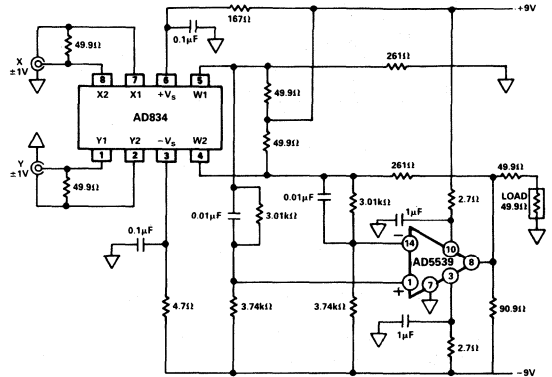 +9V
167Ω
0.1µF
X
±1V
49.9Ω
8 7 6 5
X2 X1 +VS W1
AD834
Y1 Y2 −VS W2
1 2 3 4
261Ω
49.9Ω
49.9Ω
Y
±1V
49.9Ω
261Ω
49.9Ω
LOAD
49.9Ω
0.01µF
3.01kΩ
0.01µF
3.01kΩ
2.7Ω
1µF
0.1µF
−
14
10
AD5539
8
1
+
7
3
4.7Ω
3.74kΩ
3.74kΩ
1µF
90.9Ω
2.7Ω
−9V